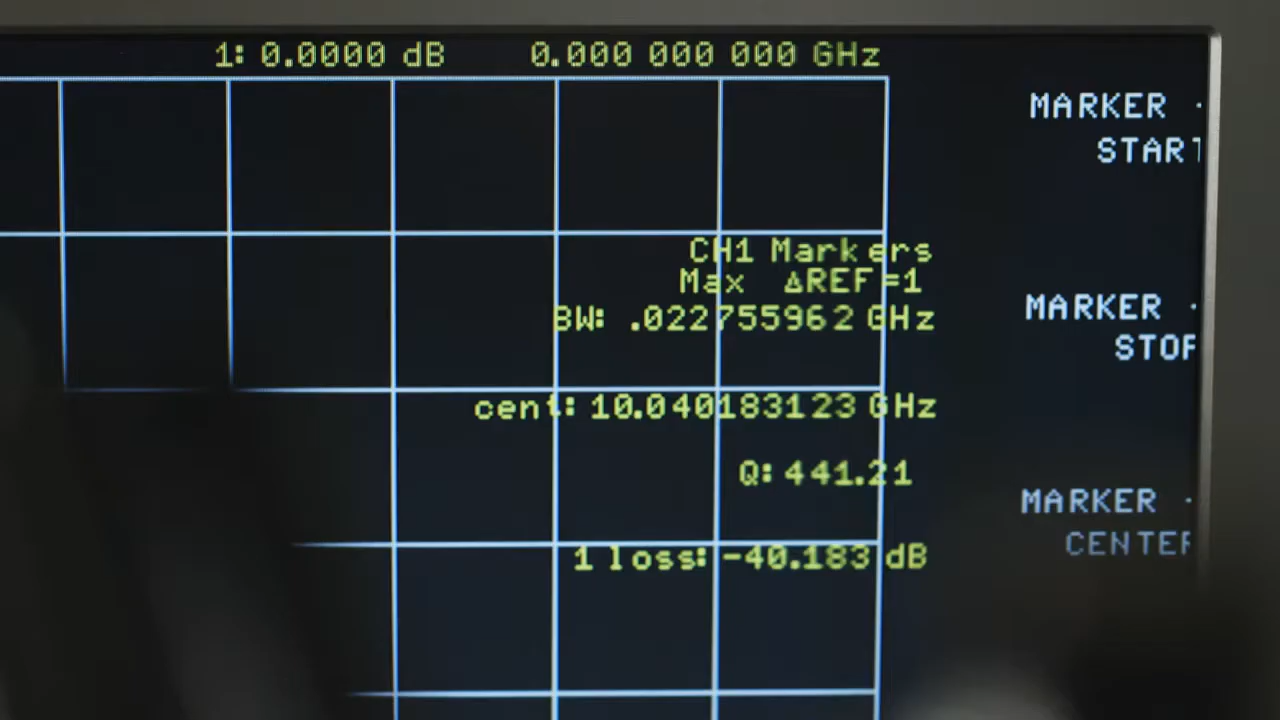 1: 0.0000 dB 0.000 000 000 GHz
MARKER
START
CH1 Markers
Max ΔREF=1
BW: .022755962 GHz
MARKER
STOP
cent: 10.040183123 GHz
Q: 441.21
MARKER
CENTER
1 loss: -40.183 dB